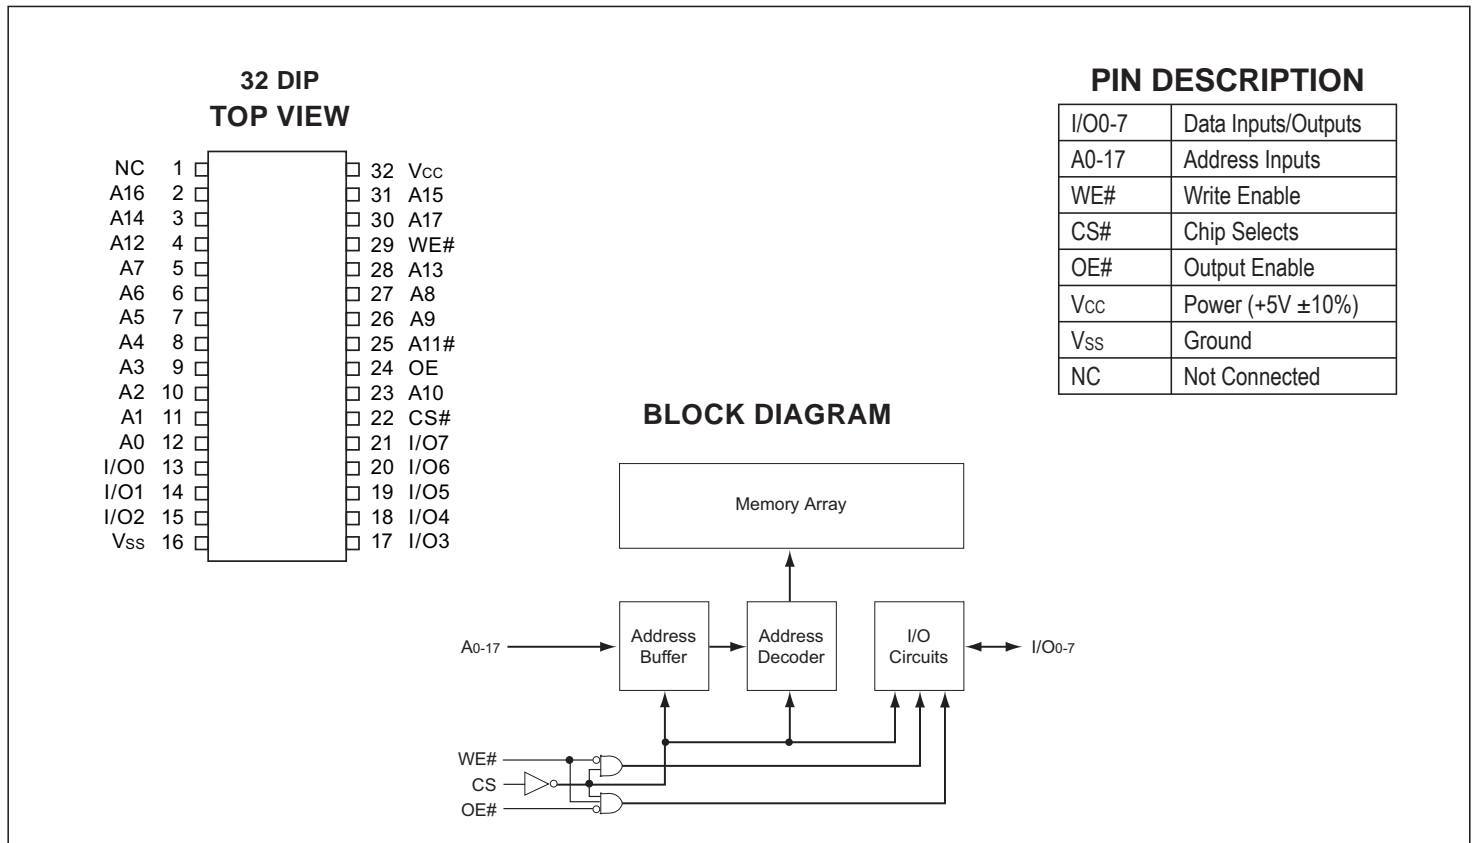 32 DIP
TOP VIEW
NC 1
A16 2
A14 3
A12 4
A7 5
A6 6
A5 7
A4 8
A3 9
A2 10
A1 11
A0 12
I/O0 13
I/O1 14
I/O2 15
Vss 16
32 Vcc
31 A15
30 A17
29 WE#
28 A13
27 A8
26 A9
25 A11#
24 OE
23 A10
22 CS#
21 I/O7
20 I/O6
19 I/O5
18 I/O4
17 I/O3
PIN DESCRIPTION
I/O0-7 Data Inputs/Outputs
A0-17 Address Inputs
WE# Write Enable
CS# Chip Selects
OE# Output Enable
Vcc Power (+5V ±10%)
Vss Ground
NC Not Connected
BLOCK DIAGRAM
Memory Array
A0-17
Address
Buffer
Address
Decoder
I/O
Circuits
I/O0-7
WE#
CS
OE#